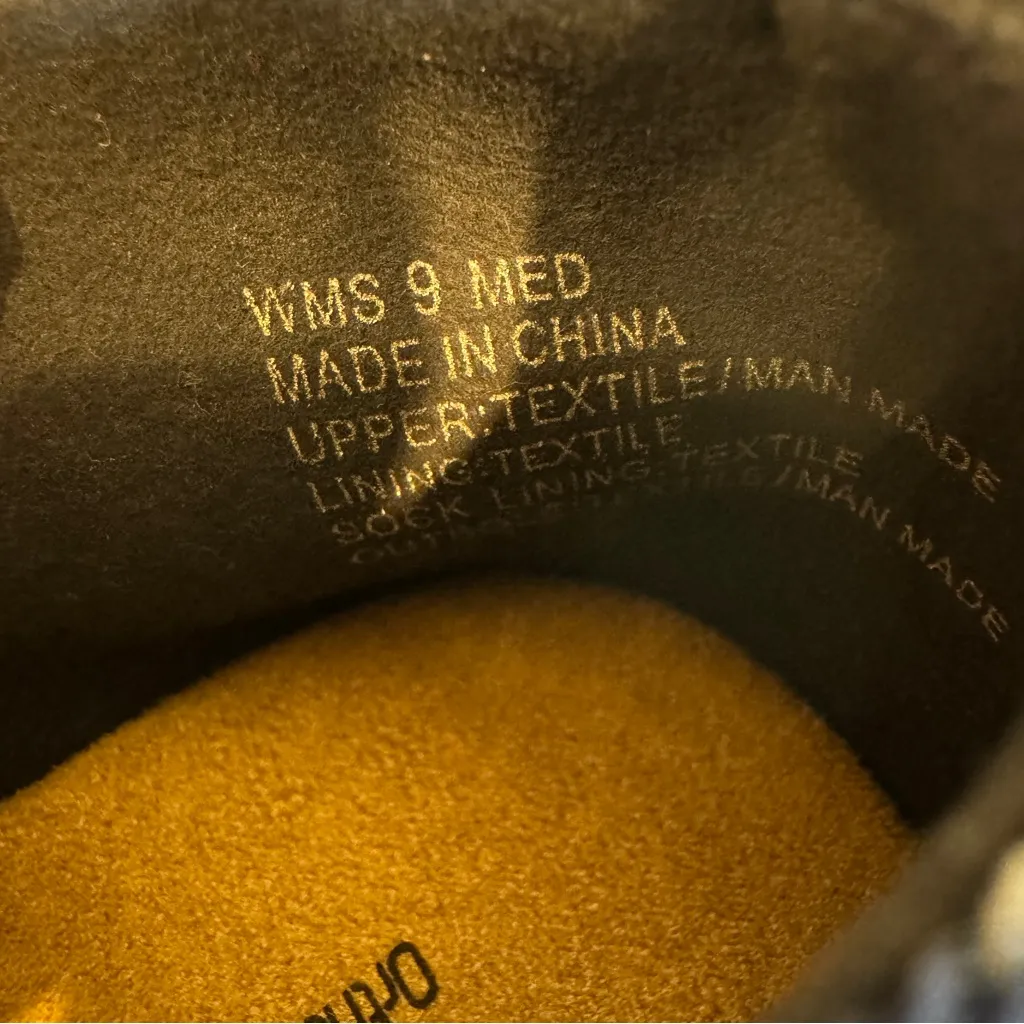 WMS 9 MED
MADE IN CHINA
UPPER:TEXTILE/MAN MADE
LINING:TEXTILE
SOCK LINING:TEXTILE
/MAN MADE